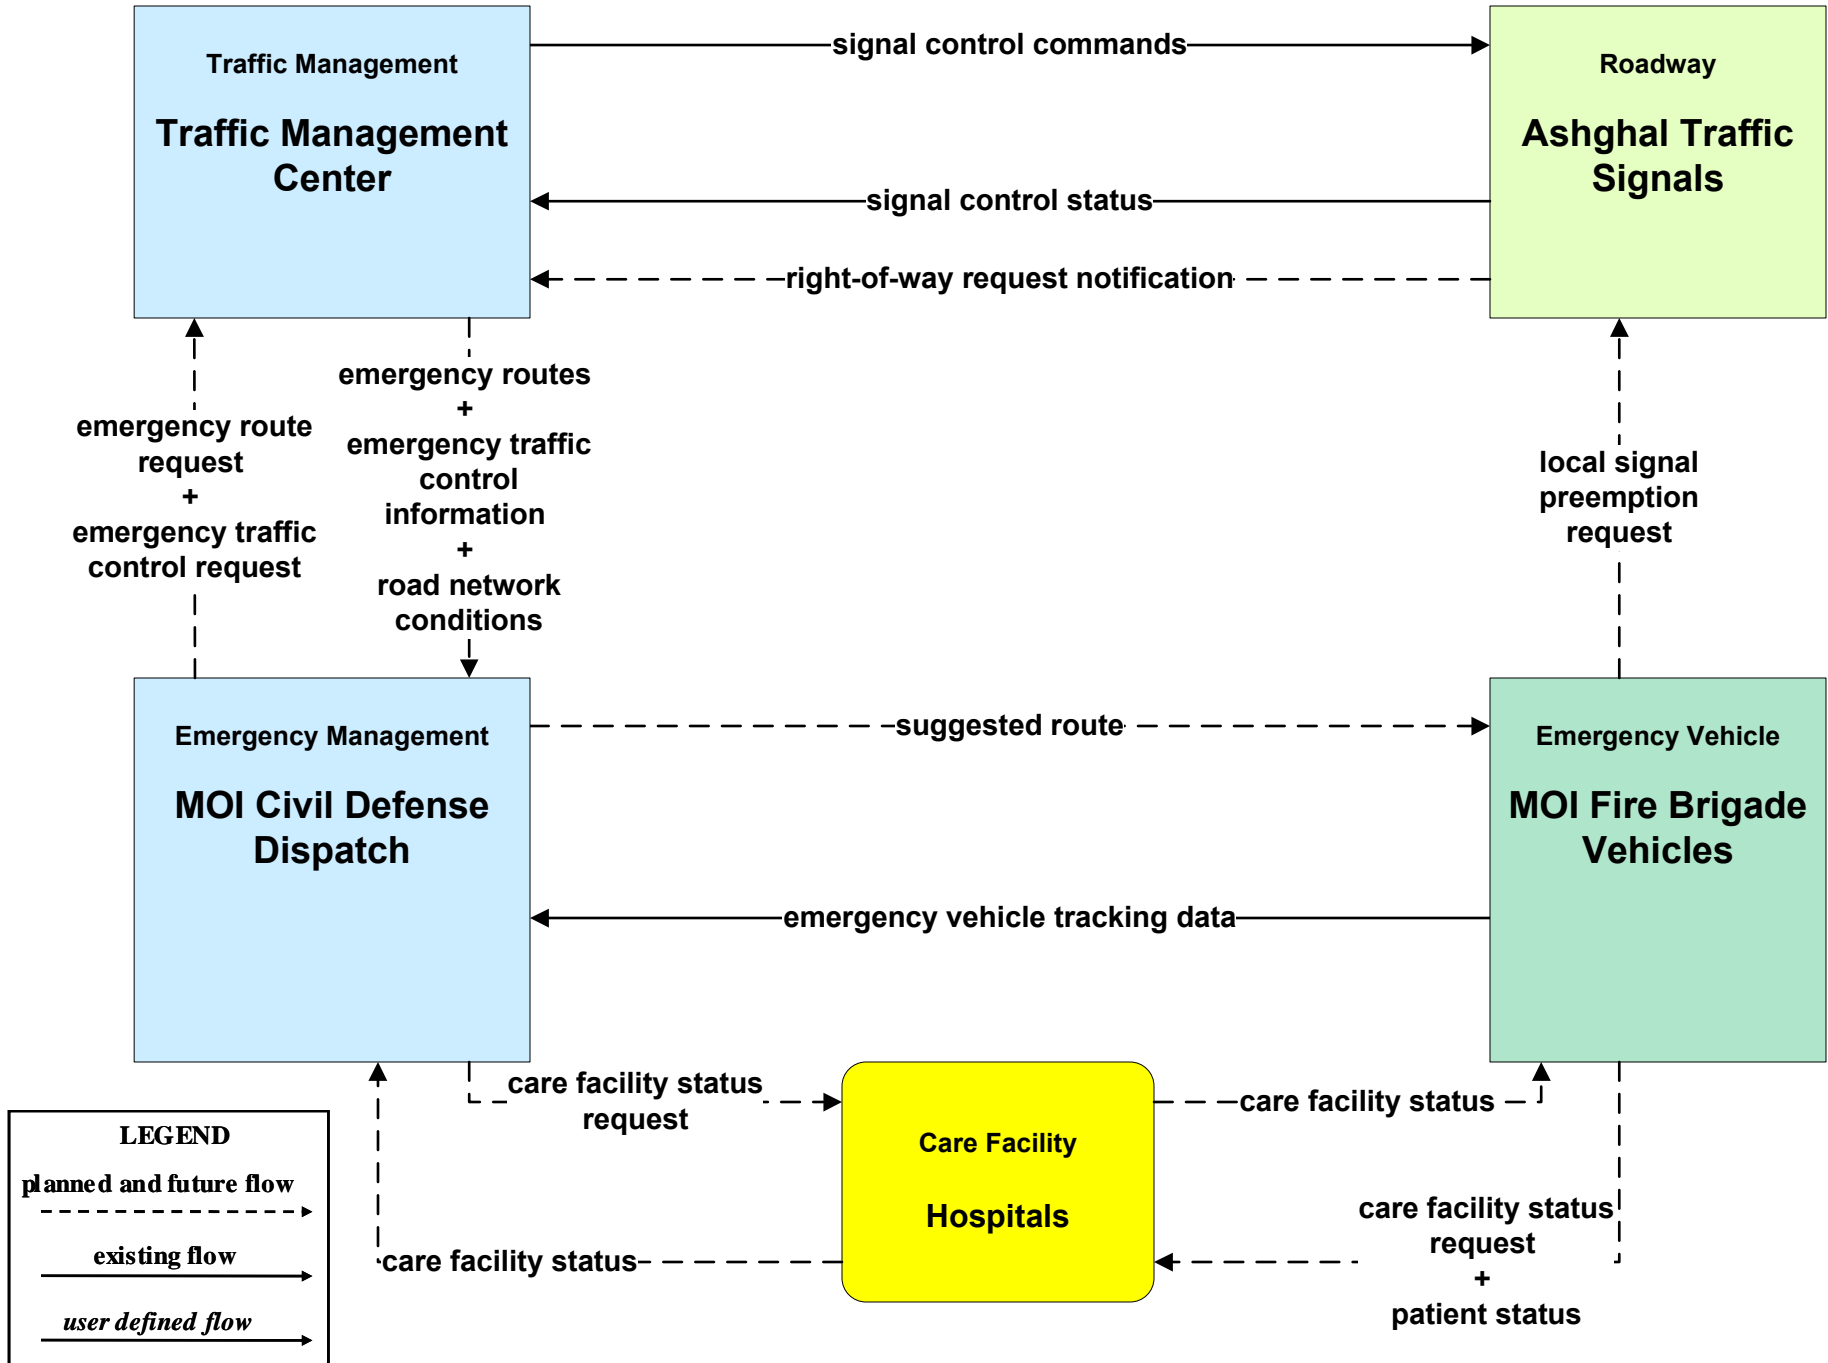 Traffic Management
Traffic Management
Center
signal control commands
Roadway
Ashghal Traffic
Signals
signal control status
right-of-way request notification
emergency route
request
+
emergency traffic
control request
emergency routes
+
emergency traffic
control
information
+
road network
conditions
local signal
preemption
request
Emergency Management
MOI Civil Defense
Dispatch
suggested route
Emergency Vehicle
MOI Fire Brigade
Vehicles
emergency vehicle tracking data
care facility status
request
care facility status
Care Facility
Hospitals
care facility status
care facility status
request
+
patient status
LEGEND
planned and future flow
existing flow
user defined flow